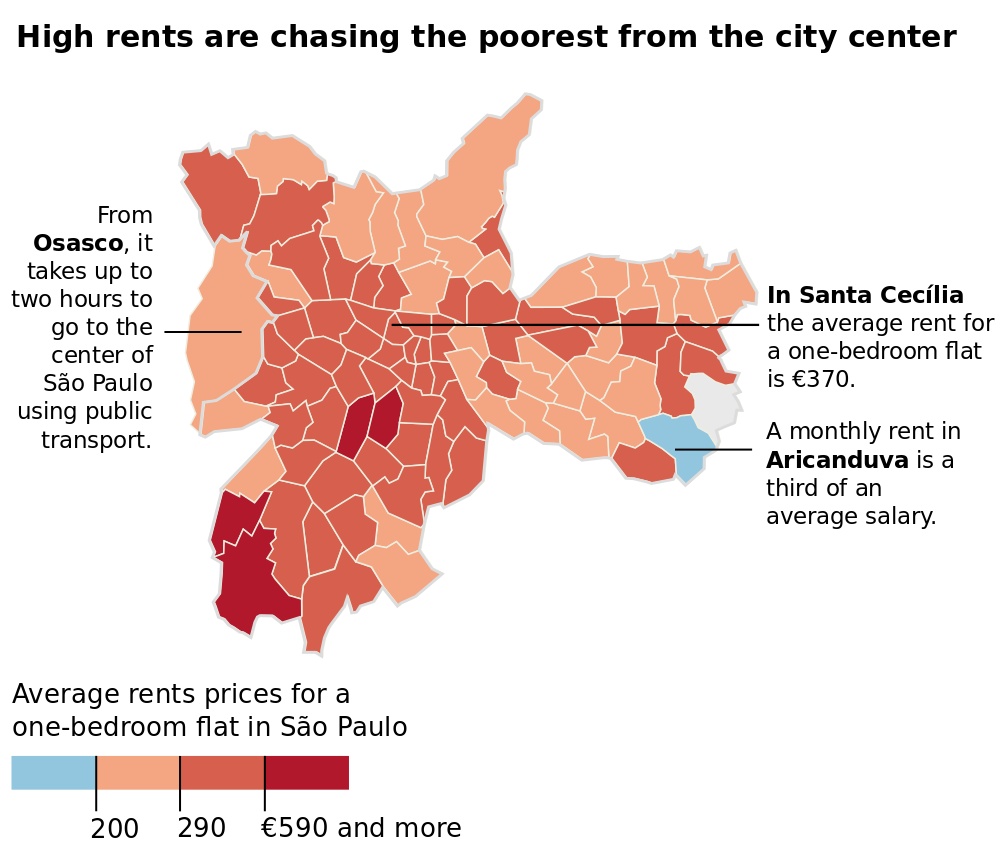 High rents are chasing the poorest from the city center
From
Osasco, it
takes up to
two hours to
go to the
center of
São Paulo
using public
transport.
In Santa Cecília
the average rent for
a one-bedroom flat
is €370.
A monthly rent in
Aricanduva is a
third of an
average salary.
Average rents prices for a
one-bedroom flat in São Paulo
200 290 €590 and more